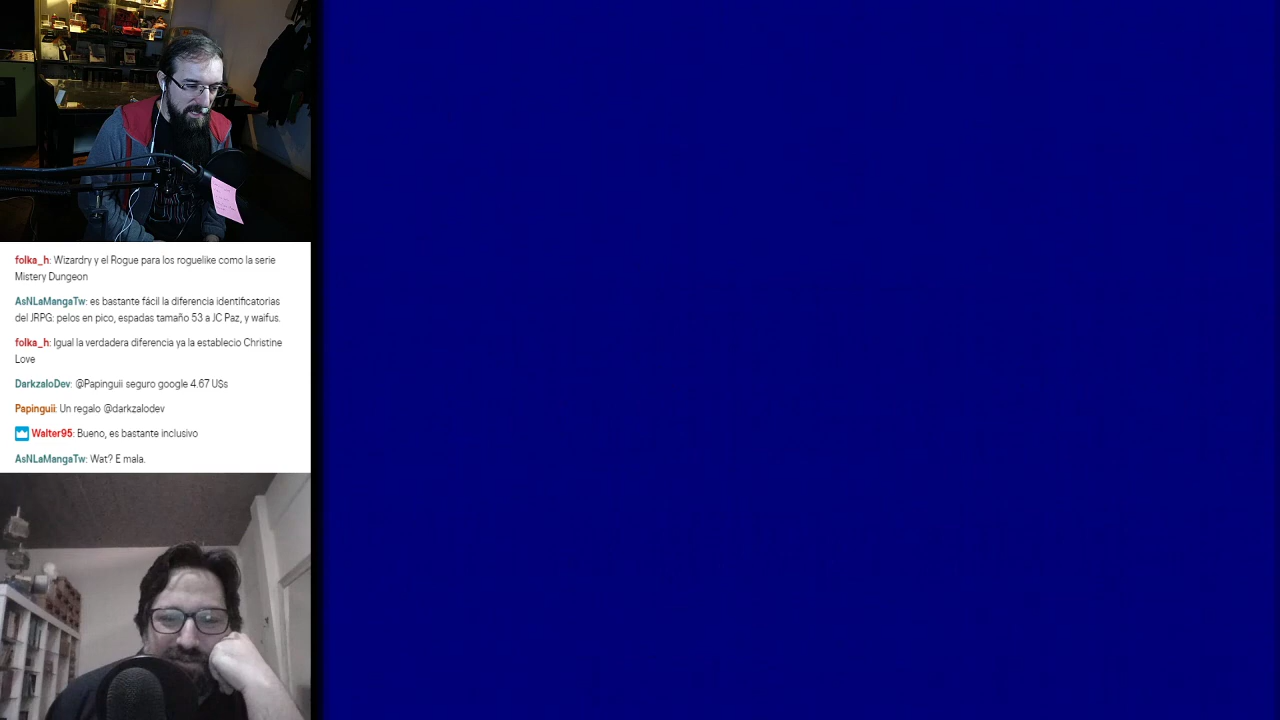 folka_h: Wizardry y el Rogue para los roguelike como la serie
Mistery Dungeon
AsNLaMangaTw: es bastante fácil la diferencia identificatorias
del JRPG: pelos en pico, espadas tamaño 53 a JC Paz, y waifus.
folka_h: Igual la verdadera diferencia ya la establecio Christine
Love
DarkzaloDev: @Papinguii seguro google 4.67 U$s
Papinguii: Un regalo @darkzalodev
Walter95: Bueno, es bastante inclusivo
AsNLaMangaTw: Wat? E mala.